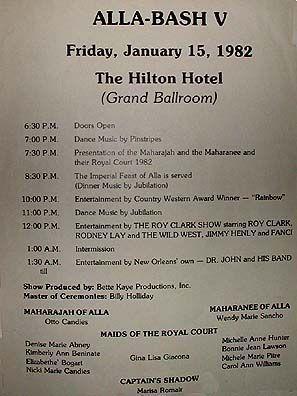 ALLA-BASH V
Friday, January 15, 1982
The Hilton Hotel
(Grand Ballroom)
6:30 P.M. Doors Open
7:00 P.M. Dance Music by Pinstripes
7:30 P.M. Presentation of the Maharajah and the Maharanee and
their Royal Court 1982
8:30 P.M. The Imperial Feast of Alla is served
(Dinner Music by Jubilation)
10:00 P.M. Entertainment by Country Western Award Winner — "Rainbow"
11:00 P.M. Dance Music by Jubilation
12:00 P.M. Entertainment by THE ROY CLARK SHOW starring ROY CLARK,
RODNEY LAY and THE WILD WEST, JIMMY HENLY and FANCI
1:00 A.M. Intermission
1:30 A.M. Entertainment by New Orleans' own — DR. JOHN and HIS BAND
till
Show Produced by: Bette Kaye Productions, Inc.
Master of Ceremonies: Billy Holliday
MAHARAJAH OF ALLA
Otto Candies
MAHARANEE OF ALLA
Wendy Marie Sancho
MAIDS OF THE ROYAL COURT
Denise Marie Abney
Kimberly Ann Beninate
Elizabethe' Bogart
Nicki Marie Candies
Gina Lisa Giacona
Michelle Anne Hunter
Bonnie Jean Lawson
Michele Marie Pitre
Carol Ann Williams
CAPTAIN'S SHADOW
Marisa Romair